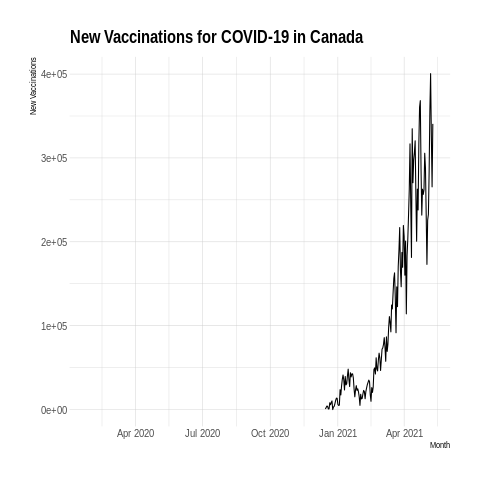 New Vaccinations for COVID-19 in Canada
New Vaccinations
4e+05
3e+05
2e+05
1e+05
0e+00
Apr 2020 Jul 2020 Oct 2020 Jan 2021 Apr 2021
Month